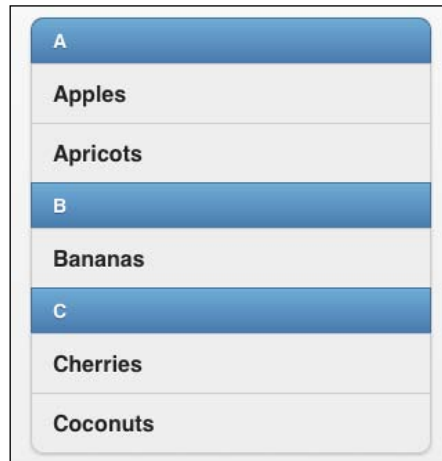 A
Apples
Apricots
B
Bananas
C
Cherries
Coconuts